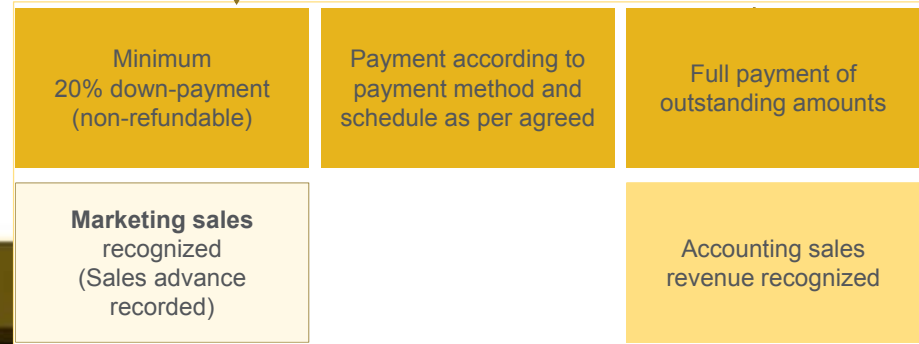 Minimum
20% down-payment
(non-refundable)
Payment according to
payment method and
schedule as per agreed
Full payment of
outstanding amounts
Marketing sales
recognized
(Sales advance
recorded)
Accounting sales
revenue recognized